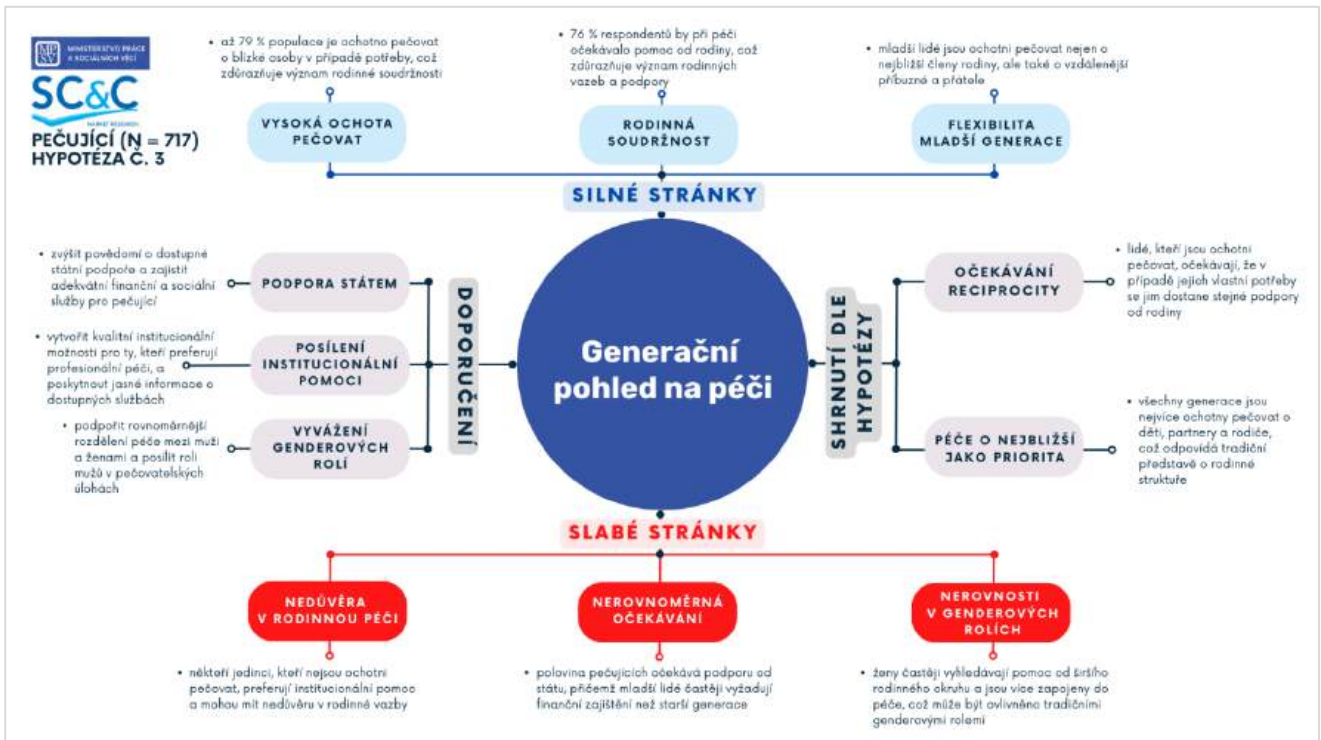 MINISTERSTVO PRÁCE
A SOCIÁLNÍCH VĚCÍ
SC&C
MARKET RESEARCH
PEČUJÍCÍ (N = 717)
HYPOTÉZA Č. 3
• až 79 % populace je ochotno pečovat
o blízké osoby v případě potřeby, což
zdůrazňuje význam rodinné soudržnosti
VYSOKÁ OCHOTA
PEČOVAT
• 76 % respondentů by při péči
očekávalo pomoc od rodiny, což
zdůrazňuje význam rodinných
vazeb a podpory
RODINNÁ
SOUDRŽNOST
• mladší lidé jsou ochotni pečovat nejen o
nejbližší členy rodiny, ale také o vzdálenější
příbuzné a přátele
FLEXIBILITA
MLADŠÍ GENERACE
SILNÉ STRÁNKY
• zvýšit povědomí o dostupné
státní podpoře a zajistit
adekvátní finanční a sociální
služby pro pečující
PODPORA STÁTEM
• vytvořit kvalitní institucionální
možnosti pro ty, kteří preferují
profesionální péči, a
poskytnout jasné informace o
dostupných službách
POSÍLENÍ
INSTITUCIONÁLNÍ
POMOCI
• podpořit rovnoměrnější
rozdělení péče mezi muži
a ženami a posílit roli
mužů v pečovatelských
úlohách
VYVÁŽENÍ
GENDEROVÝCH
ROLÍ
DOPORUČENÍ
Generační
pohled na péči
SHRNUTÍ DLE
HYPOTÉZY
OČEKÁVÁNÍ
RECIPROCITY
• lidé, kteří jsou ochotni
pečovat, očekávají, že v
případě jejich vlastní potřeby
se jim dostane stejné podpory
od rodiny
PÉČE O NEJBLIŽŠÍ
JAKO PRIORITA
• všechny generace jsou
nejvíce ochotny pečovat o
děti, partnery a rodiče,
což odpovídá tradiční
představě o rodinné
struktuře
SLABÉ STRÁNKY
NEDŮVĚRA
V RODINNOU PÉČI
• někteří jedinci, kteří nejsou ochotni
pečovat, preferují institucionální pomoc
a mohou mít nedůvěru v rodinné vazby
NEROVNOMĚRNÁ
OČEKÁVÁNÍ
• polovina pečujících očekává podporu od
státu, přičemž mladší lidé častěji vyžadují
finanční zajištění než starší generace
NEROVNOSTI
V GENDEROVÝCH
ROLÍCH
• ženy častěji vyhledávají pomoc od širšího
rodinného okruhu a jsou více zapojeny do
péče, což může být ovlivněno tradičními
genderovými rolemi